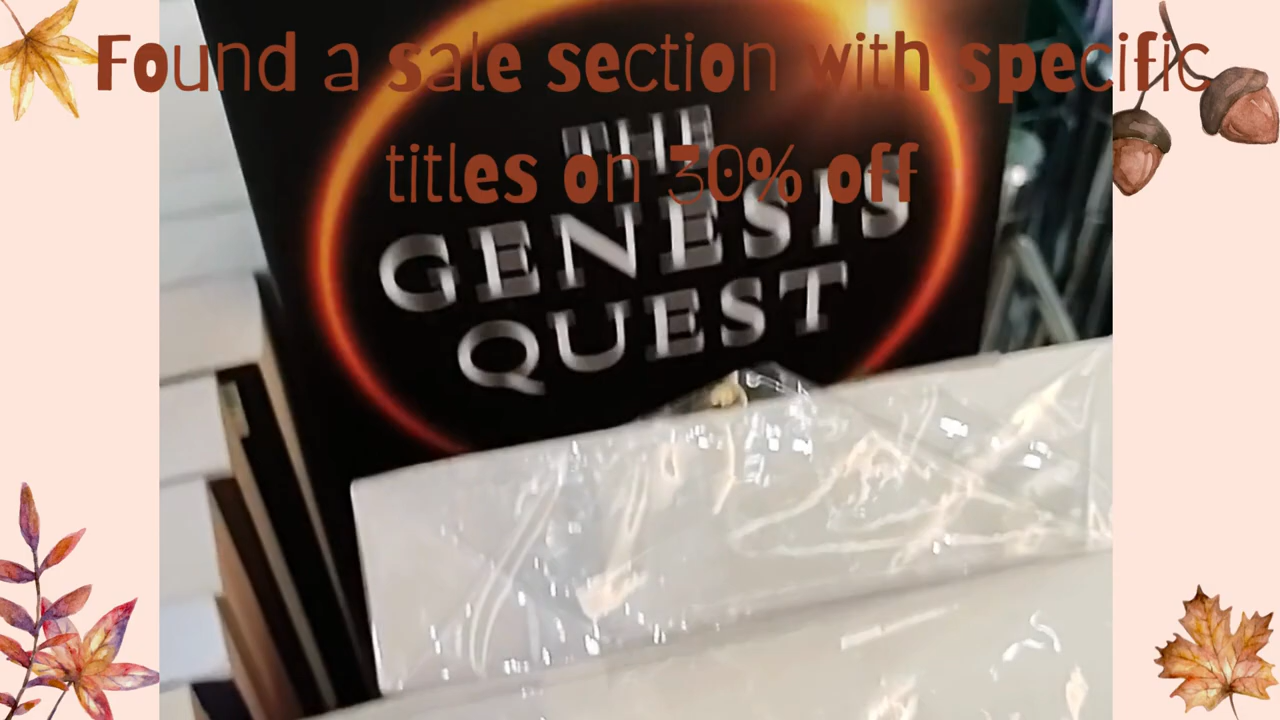 Found a sale section with specific
titles on 30% off
THE
GENESIS
QUEST